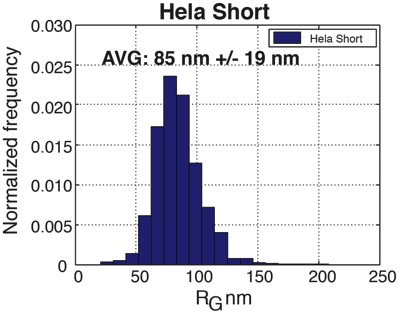 Hela Short
Hela Short
AVG: 85 nm +/- 19 nm
Normalized frequency
0.030
0.025
0.020
0.015
0.010
0.005
0
0 50 100 150 200 250
RG nm